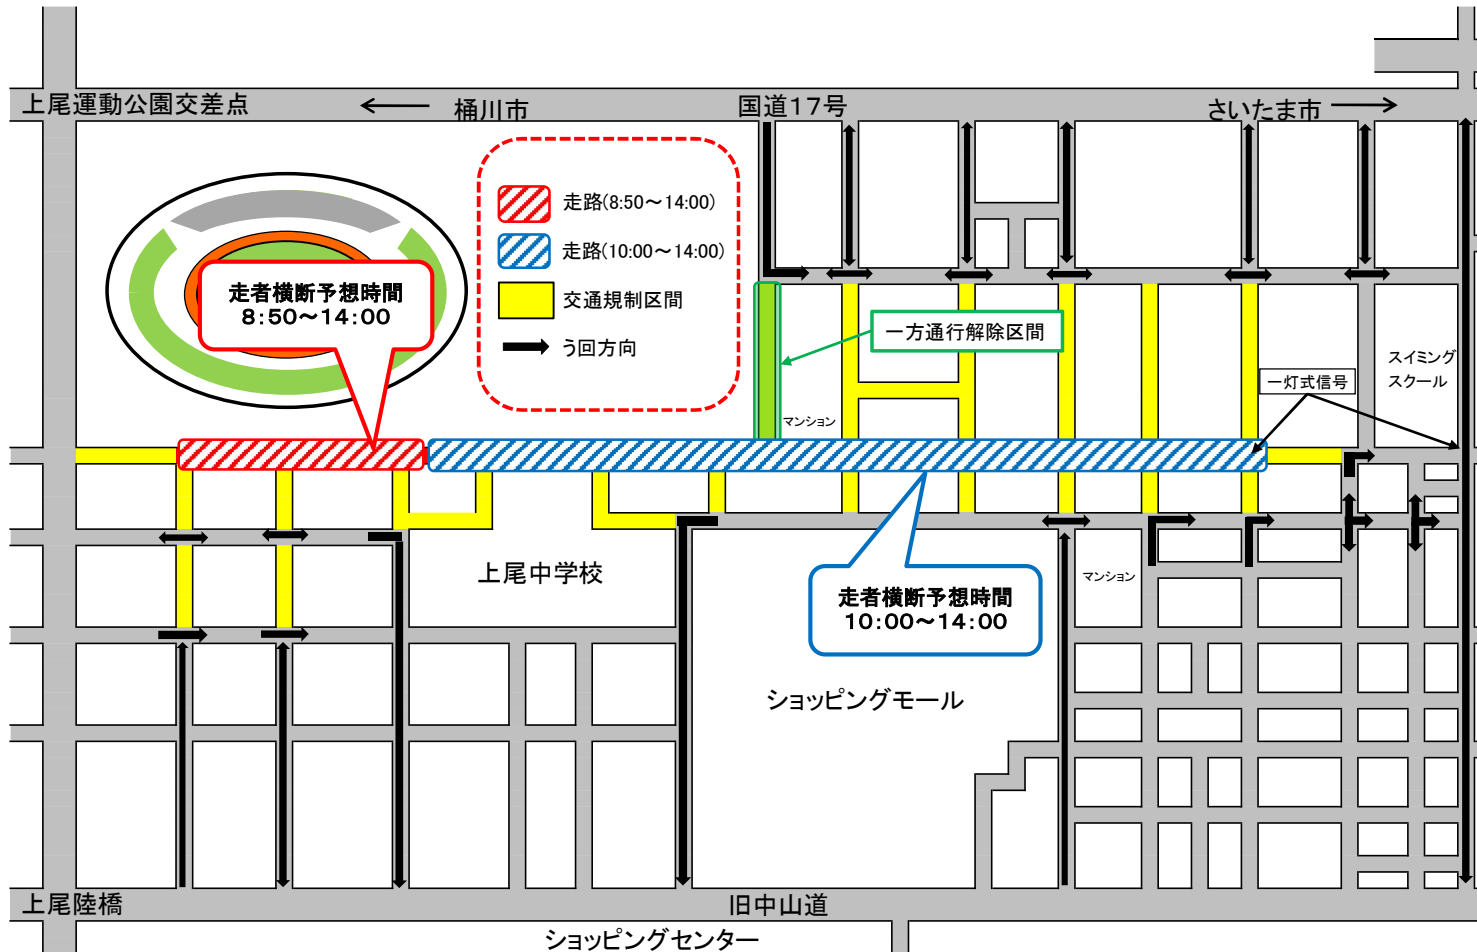 上尾運動公園交差点
桶川市
国道17号
さいたま市
走路(8:50～14:00)
走路(10:00～14:00)
交通規制区間
う回方向
走者横断予想時間
8:50～14:00
一方通行解除区間
スイミング
スクール
一灯式信号
マンション
上尾中学校
マンション
走者横断予想時間
10:00～14:00
ショッピングモール
上尾陸橋
旧中山道
ショッピングセンター